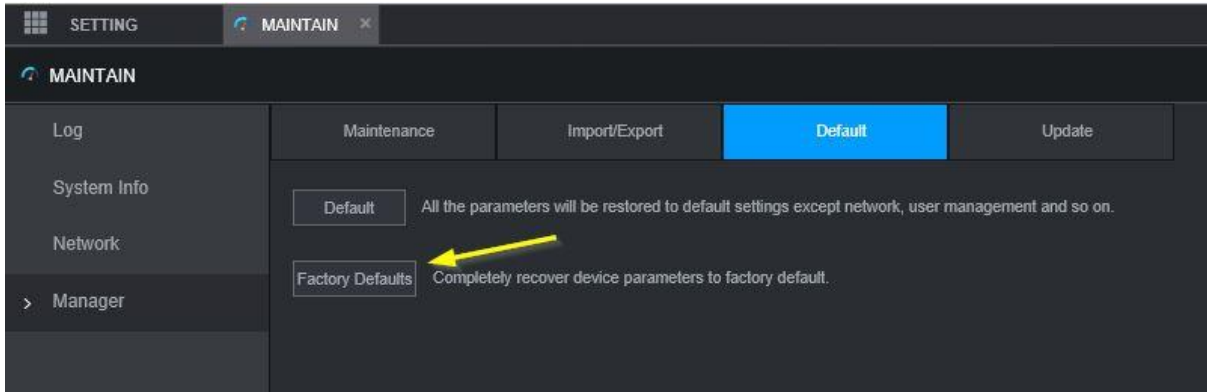 SETTING
MAINTAIN ×
MAINTAIN
Log
System Info
Network
> Manager
Maintenance
Import/Export
Default
Update
Default
All the parameters will be restored to default settings except network, user management and so on.
Factory Defaults
Completely recover device parameters to factory default.